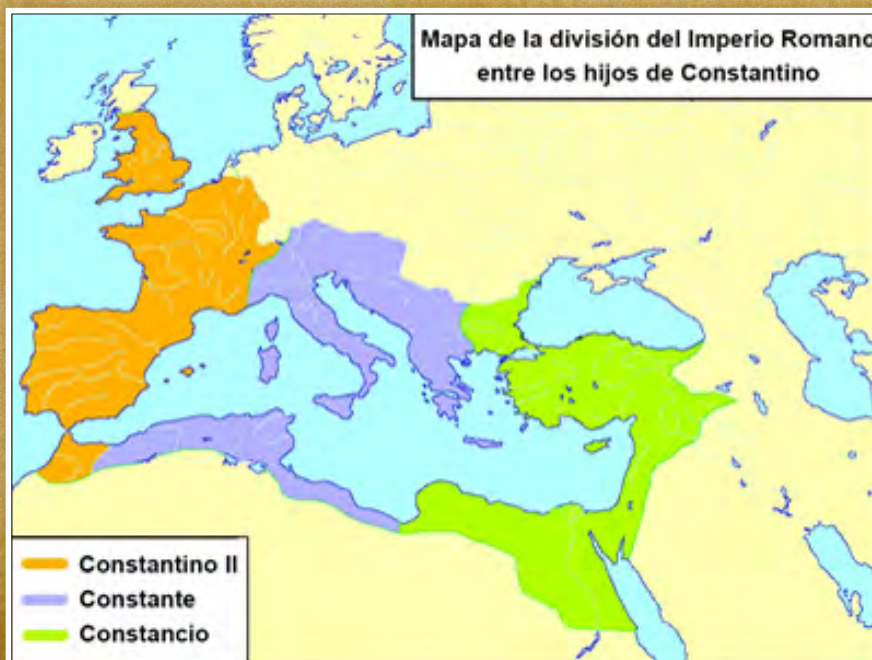 Mapa de la división del Imperio Romano
entre los hijos de Constantino
Constantino II
Constante
Constancio